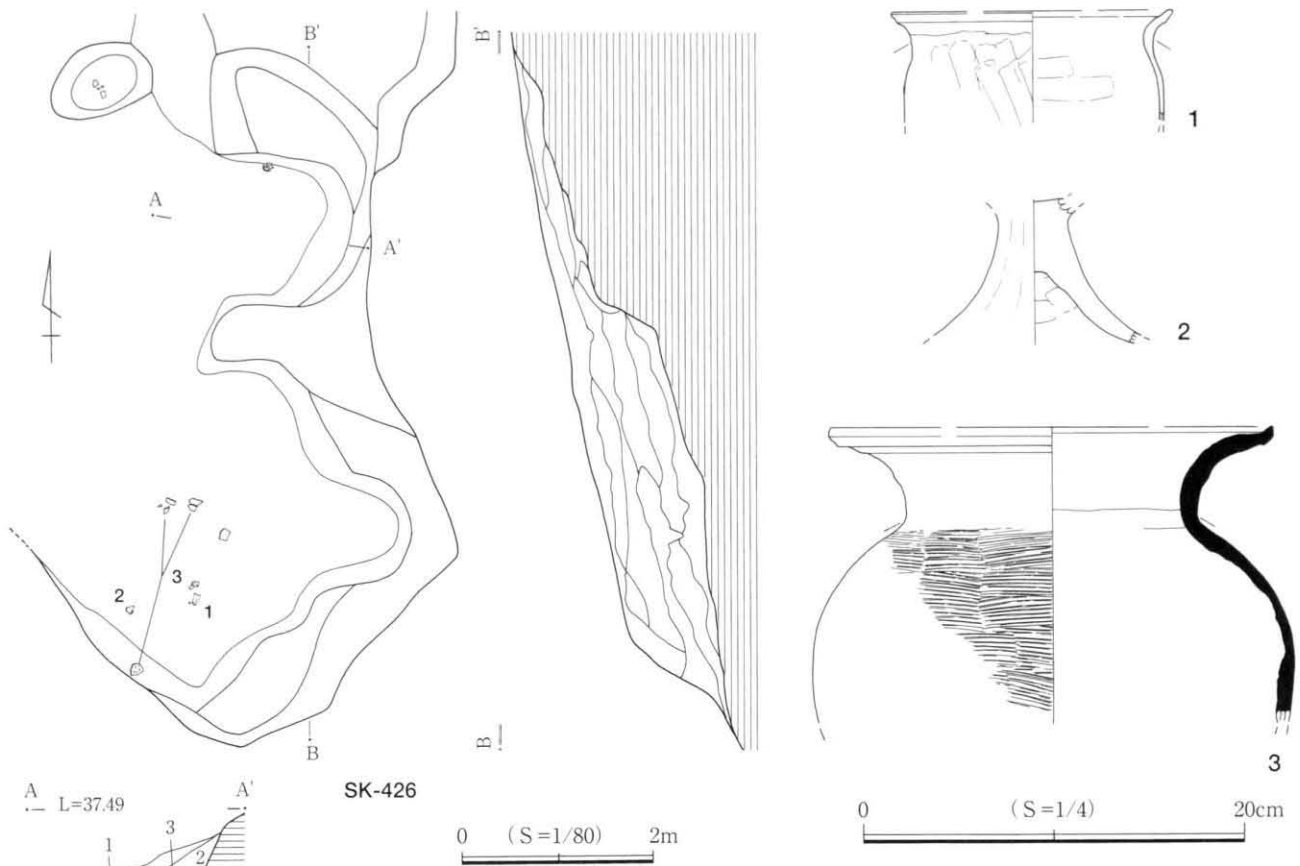 B'
A
A'
3
2
1
B
B'
B
1
2
3
A L=37.49 A'
1 3 2
SK-426
0 (S=1/80) 2m
0 (S=1/4) 20cm